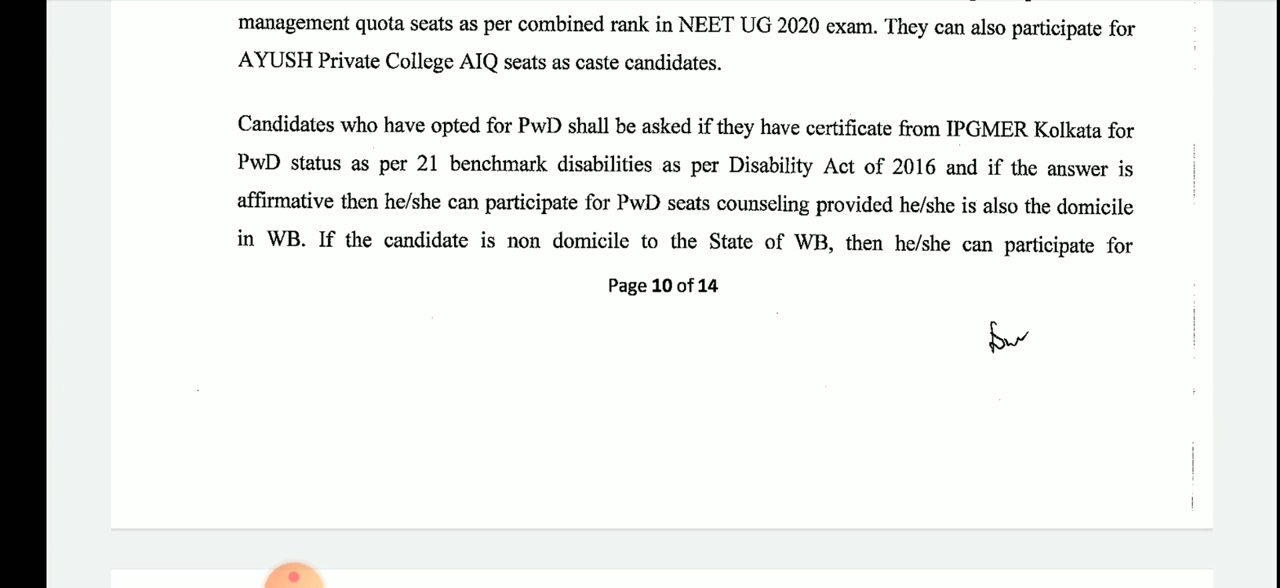 management quota seats as per combined rank in NEET UG 2020 exam. They can also participate for
AYUSH Private College AIQ seats as caste candidates.
Candidates who have opted for PwD shall be asked if they have certificate from IPGMER Kolkata for
PwD status as per 21 benchmark disabilities as per Disability Act of 2016 and if the answer is
affirmative then he/she can participate for PwD seats counseling provided he/she is also the domicile
in WB. If the candidate is non domicile to the State of WB, then he/she can participate for
Page 10 of 14